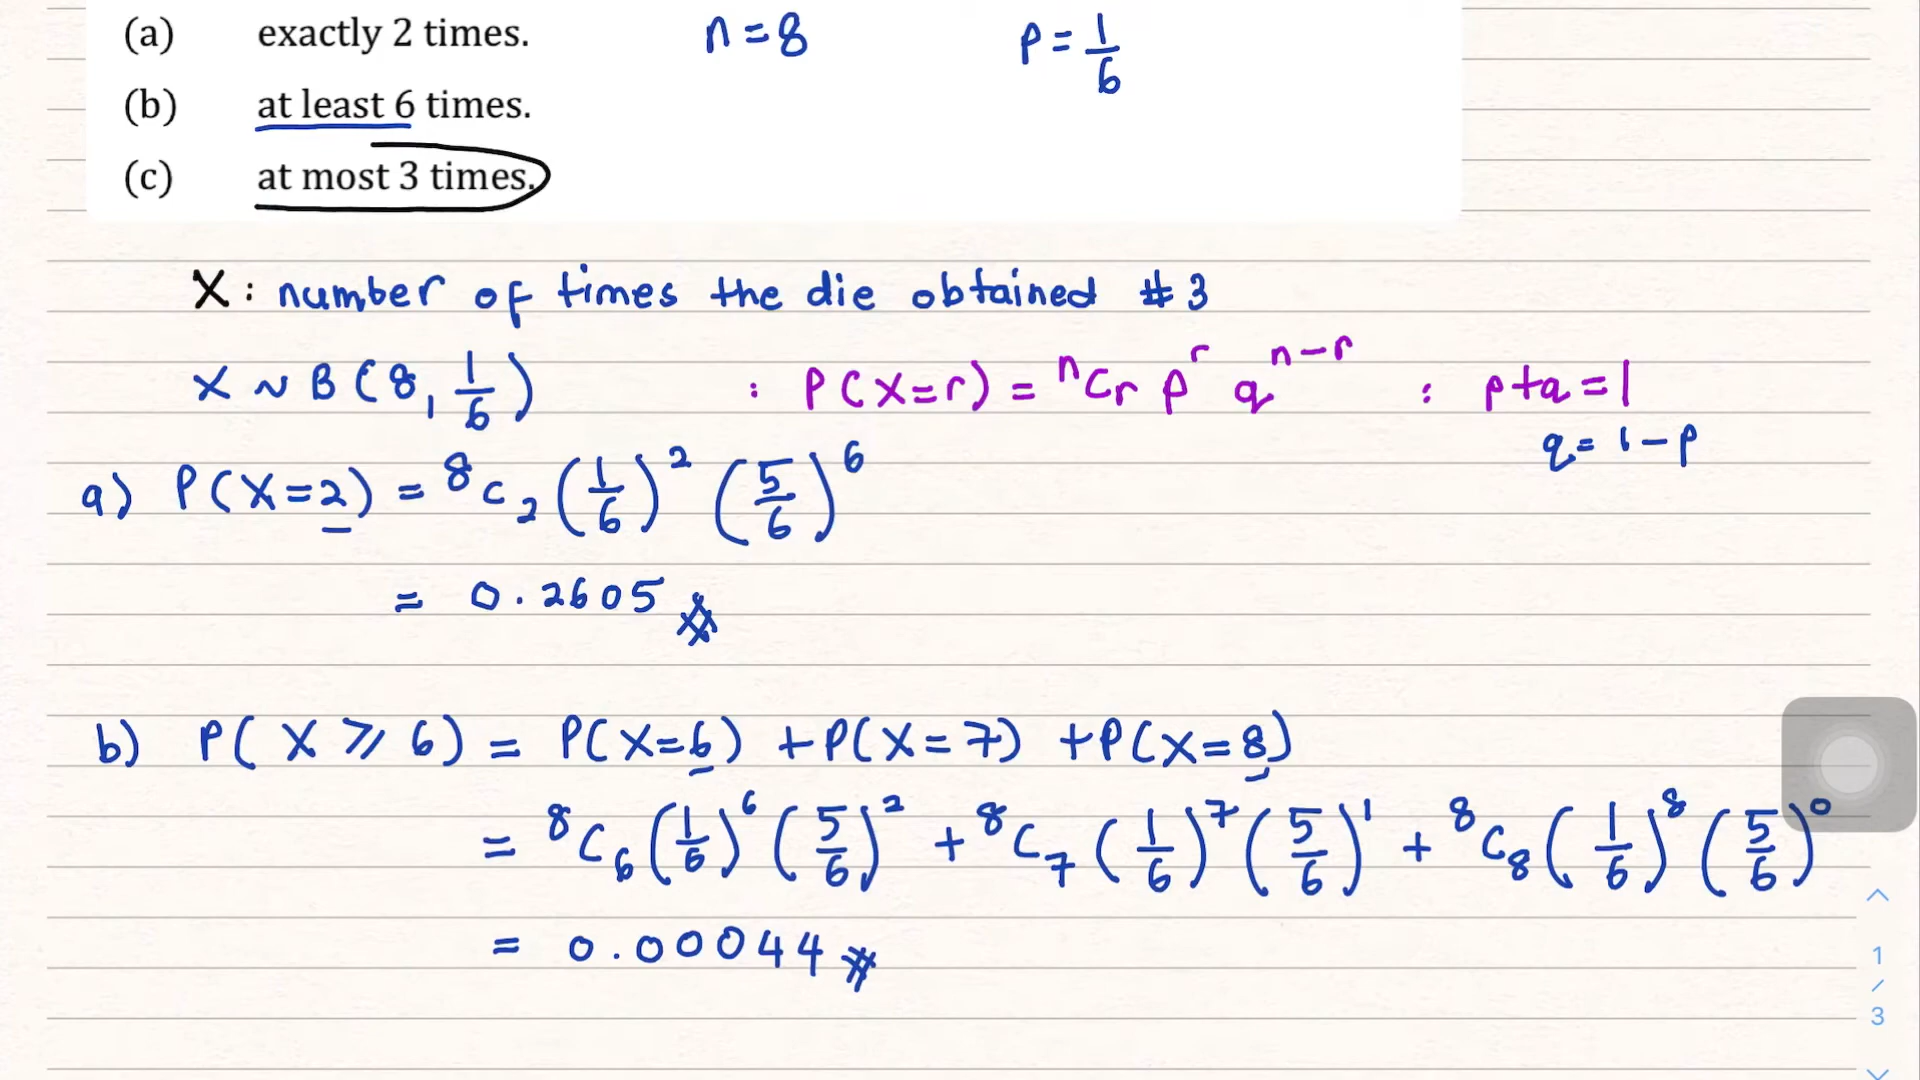 (a) exactly 2 times. n = 8 p = 1/6
(b) at least 6 times.
(c) at most 3 times.
X : number of times the die obtained # 3
X ~ B(8, 1/6) : P(X=r) = ⁿCr pʳ qⁿ⁻ʳ : p+q=1
q = 1-p
a) P(X=2) = ⁸C₂ (1/6)² (5/6)⁶
= 0.2605 #
b) P(X ⩾ 6) = P(X=6) + P(X=7) + P(X=8)
= ⁸C₆ (1/6)⁶ (5/6)² + ⁸C₇ (1/6)⁷ (5/6)¹ + ⁸C₈ (1/6)⁸ (5/6)⁰
= 0.00044 #
1
/
3